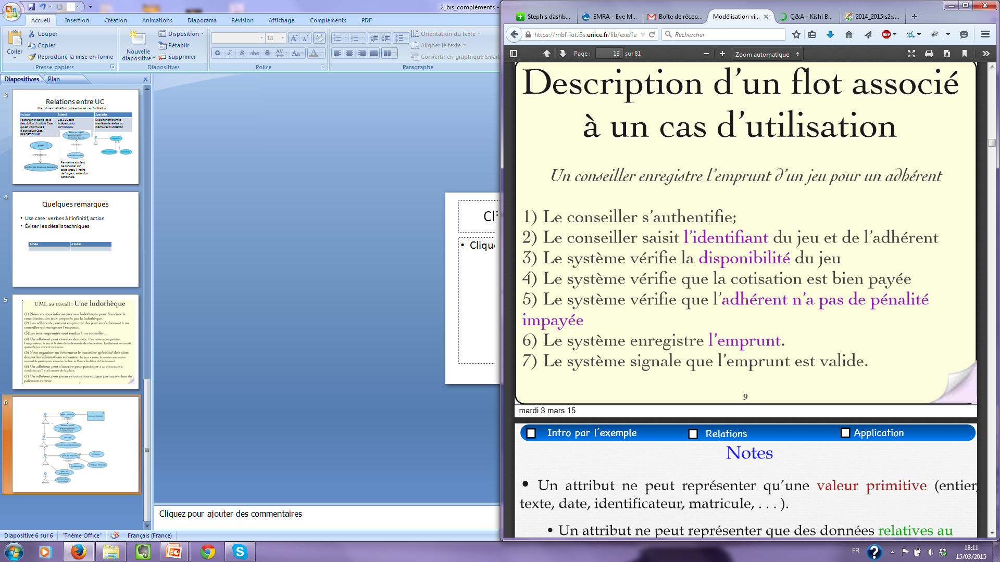 2_bis_compléments -
Accueil
Insertion
Création
Animations
Diaporama
Révision
Affichage
Compléments
PDF
Coller
Couper
Copier
Reproduire la mise en forme
Presse-papiers
Nouvelle
diapositive
Disposition
Rétablir
Supprimer
Diapositives
18
G I S abc S AV Aa A
Police
Orientation du texte
Aligner le texte
Convertir en graphique Smart
Paragraphe
Diapositives
Plan
3
Relations entre UC
N'expriment JAMAIS un ordre entre les cas d'utilisation
Include
Extend
Specialise
Factoriser un partie de la
description d'un Use Case
qui est commune à
d'autres Use Case.
PAS OPTIONNEL
Les 2 UC sont
Indépendants
OPTIONNEL
Expliciter différentes
manières de réaliser un
même cas d'utilisation
payer
vérifier les données bancaires
consulter le solde
Permettre au client
de consulter son
solde lorsqu'il retire
de l'argent: extension
optionnelle
4
Quelques remarques
• Use case: verbes à l'infinitif, action
• Éviter les détails techniques
A faire
A éviter
5
UML au travail : Une ludothèque
(1) Nous voulons informatiser une ludothèque pour favoriser la
consultation des jeux proposés par la ludothèque.
(2) Les adhérents peuvent emprunter des jeux en s'adressant à un
conseiller qui enregistre l'emprunt.
(3)Les jeux empruntés sont rendus à un conseiller....
(4) Un adhérent peut réserver des jeux. Une réservation précise
l'emprunteur, le jeu et la date de la demande de réservation. L'adhérent est averti
quand le jeu revient en rayon.
(5) Pour organiser un événement le conseiller spécialisé doit alors
donner les informations suivantes : les jeux à tester, le nombre maximal et
minimal de participants attendus, la date, et l'heure de début de l'événement.
(6) Un adhérent peut s'inscrire pour participer à un événement à
condition qu'il y ait encore de la place.
(7) Un adhérent peut payer sa cotisation en ligne par un système de
paiement externe
6
Cli
• Clique
Cliquez pour ajouter des commentaires
Diapositive 6 sur 6
"Thème Office"
Français (France)
Steph's dashb...
EMRA - Eye M...
Boîte de récep...
Modélisation vi...
Q&A - Kishi B...
2014_2015:s2:s...
https://mbf-iut.i3s.unice.fr/lib/exe/fe
Rechercher
ABP
Page :
13
sur 81
Zoom automatique
Description d'un flot associé
à un cas d'utilisation
Un conseiller enregistre l'emprunt d'un jeu pour un adhérent
1) Le conseiller s'authentifie;
2) Le conseiller saisit l'identifiant du jeu et de l'adhérent
3) Le système vérifie la disponibilité du jeu
4) Le système vérifie que la cotisation est bien payée
5) Le système vérifie que l'adhérent n'a pas de pénalité
impayée
6) Le système enregistre l'emprunt.
7) Le système signale que l'emprunt est valide.
9
mardi 3 mars 15
Intro par l'exemple
Relations
Application
Notes
• Un attribut ne peut représenter qu'une valeur primitive (entier,
texte, date, identificateur, matricule, . . . ).
• Un attribut ne peut représenter que des données relatives au
FR
18:11
15/03/2015